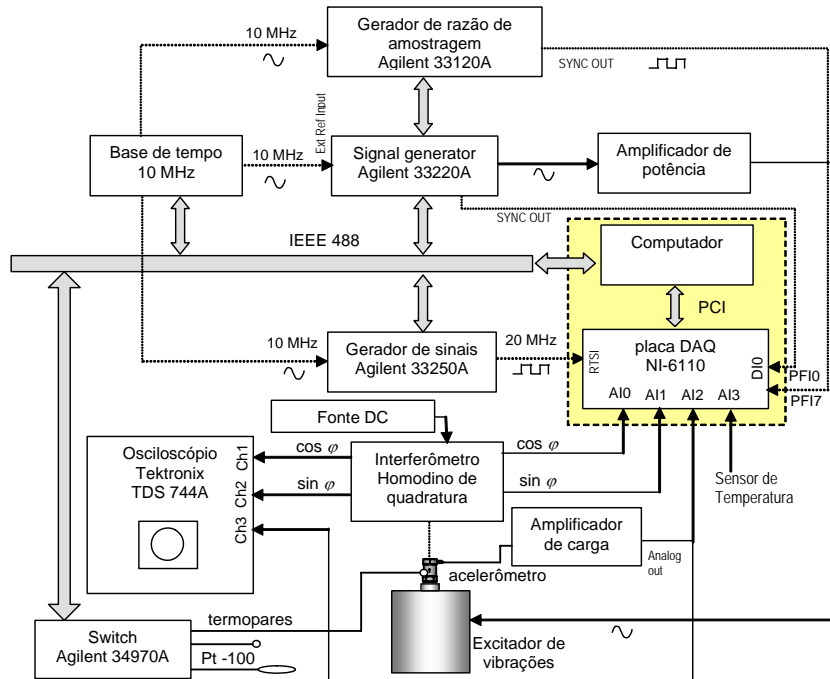 10 MHz
Gerador de razão de
amostragem
Agilent 33120A
SYNC OUT
Ext Ref Input
Base de tempo
10 MHz
10 MHz
Signal generator
Agilent 33220A
Amplificador de
potência
SYNC OUT
IEEE 488
Computador
PCI
10 MHz
Gerador de sinais
Agilent 33250A
20 MHz
RTSI
placa DAQ
NI-6110
DI0
PFI0
PFI7
AI0
AI1
AI2
AI3
Fonte DC
Osciloscópio
Tektronix
TDS 744A
Ch1
Ch2
Ch3
cos φ
sin φ
Interferômetro
Homodino de
quadratura
cos φ
sin φ
Sensor de
Temperatura
Amplificador
de carga
Analog
out
acelerômetro
termopares
Switch
Agilent 34970A
Pt -100
Excitador de
vibrações